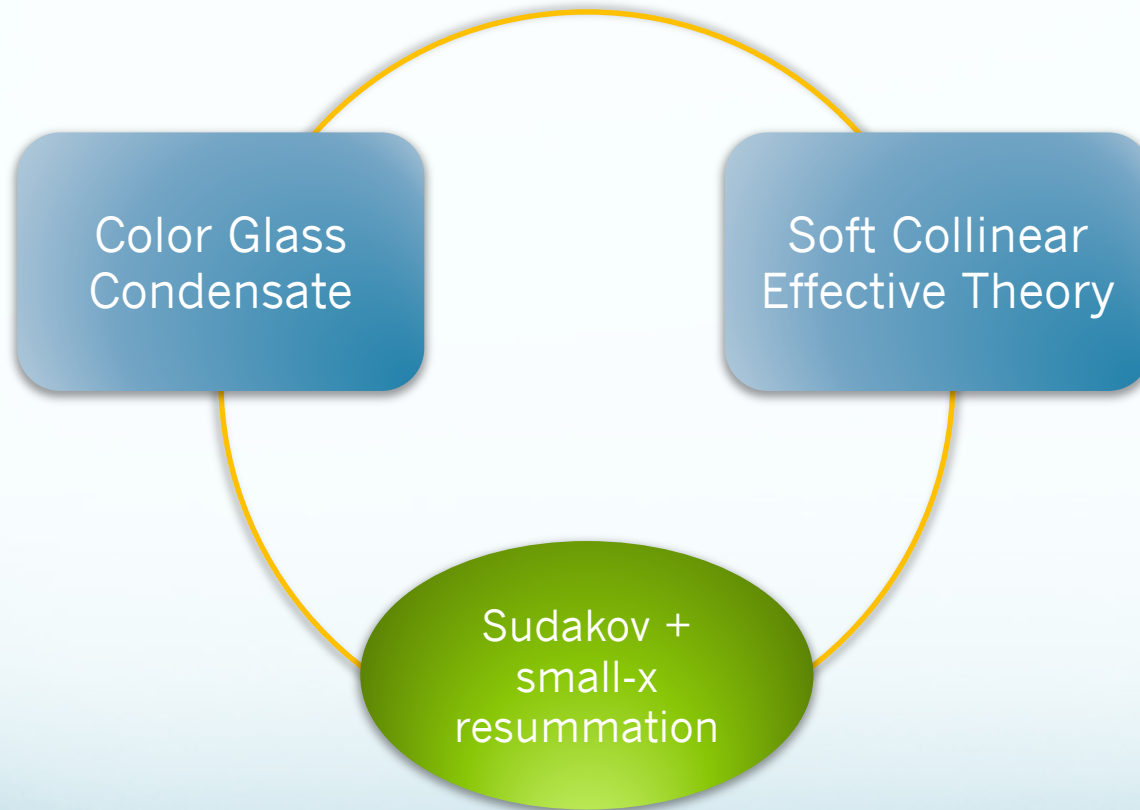 Color Glass
Condensate
Soft Collinear
Effective Theory
Sudakov +
small-x
resummation